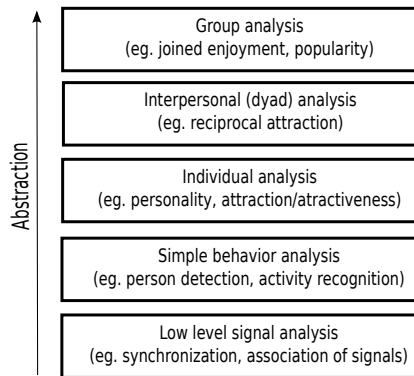 Group analysis
(eg. joined enjoyment, popularity)
Interpersonal (dyad) analysis
(eg. reciprocal attraction)
Individual analysis
(eg. personality, attraction/atractiveness)
Simple behavior analysis
(eg. person detection, activity recognition)
Low level signal analysis
(eg. synchronization, association of signals)
Abstraction